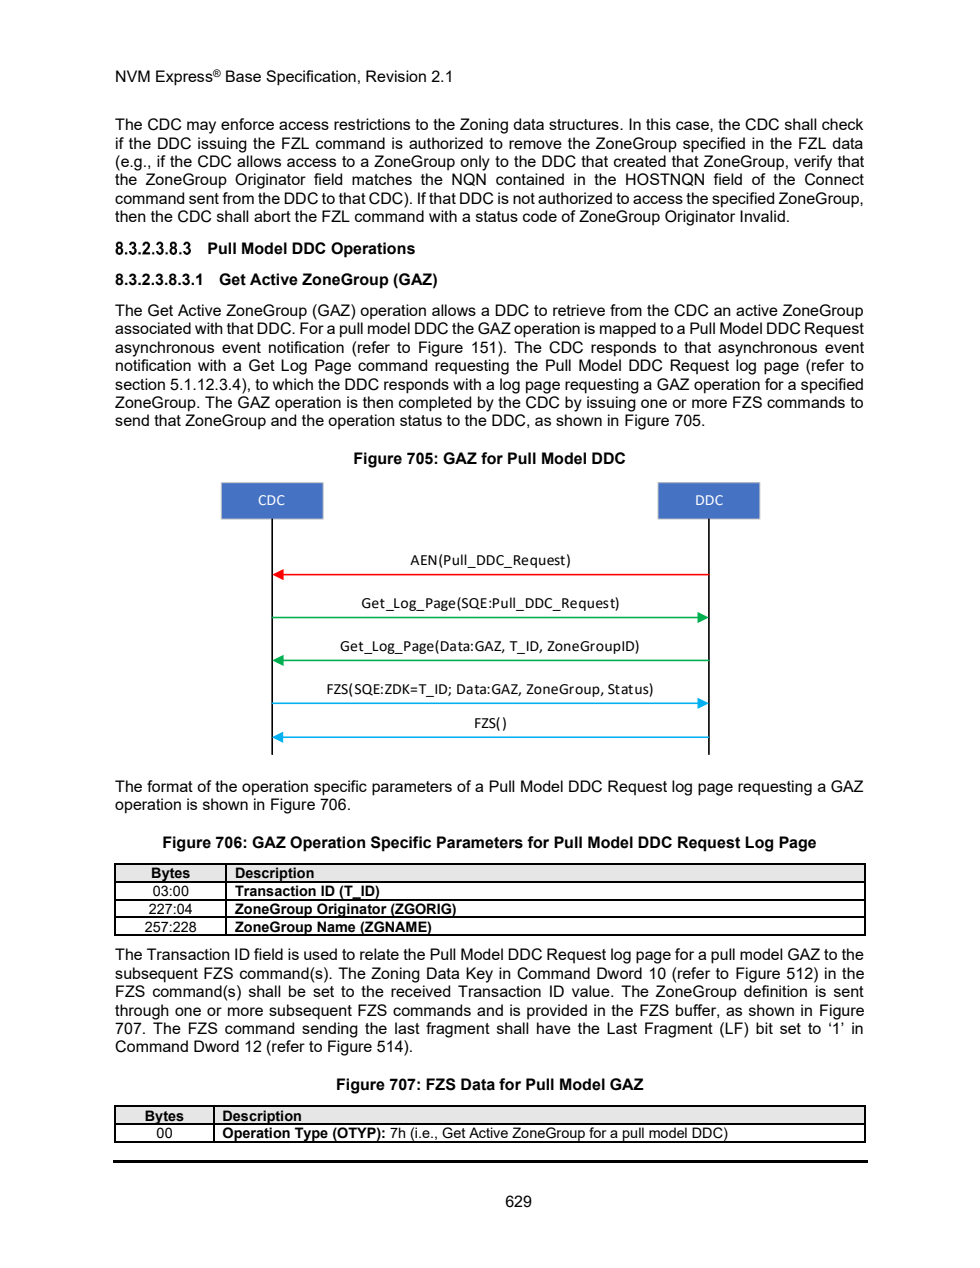 NVM Express® Base Specification, Revision 2.1
The CDC may enforce access restrictions to the Zoning data structures. In this case, the CDC shall check
if the DDC issuing the FZL command is authorized to remove the ZoneGroup specified in the FZL data
(e.g., if the CDC allows access to a ZoneGroup only to the DDC that created that ZoneGroup, verify that
the ZoneGroup Originator field matches the NQN contained in the HOSTNQN field of the Connect
command sent from the DDC to that CDC). If that DDC is not authorized to access the specified ZoneGroup,
then the CDC shall abort the FZL command with a status code of ZoneGroup Originator Invalid.
8.3.2.3.8.3 Pull Model DDC Operations
8.3.2.3.8.3.1 Get Active ZoneGroup (GAZ)
The Get Active ZoneGroup (GAZ) operation allows a DDC to retrieve from the CDC an active ZoneGroup
associated with that DDC. For a pull model DDC the GAZ operation is mapped to a Pull Model DDC Request
asynchronous event notification (refer to Figure 151). The CDC responds to that asynchronous event
notification with a Get Log Page command requesting the Pull Model DDC Request log page (refer to
section 5.1.12.3.4), to which the DDC responds with a log page requesting a GAZ operation for a specified
ZoneGroup. The GAZ operation is then completed by the CDC by issuing one or more FZS commands to
send that ZoneGroup and the operation status to the DDC, as shown in Figure 705.
Figure 705: GAZ for Pull Model DDC
CDC DDC
AEN(Pull_DDC_Request)
Get_Log_Page(SQE:Pull_DDC_Request)
Get_Log_Page(Data:GAZ, T_ID, ZoneGroupID)
FZS(SQE:ZDK=T_ID; Data:GAZ, ZoneGroup, Status)
FZS()
The format of the operation specific parameters of a Pull Model DDC Request log page requesting a GAZ
operation is shown in Figure 706.
Figure 706: GAZ Operation Specific Parameters for Pull Model DDC Request Log Page
Bytes Description
03:00 Transaction ID (T_ID)
227:04 ZoneGroup Originator (ZGORIG)
257:228 ZoneGroup Name (ZGNAME)
The Transaction ID field is used to relate the Pull Model DDC Request log page for a pull model GAZ to the
subsequent FZS command(s). The Zoning Data Key in Command Dword 10 (refer to Figure 512) in the
FZS command(s) shall be set to the received Transaction ID value. The ZoneGroup definition is sent
through one or more subsequent FZS commands and is provided in the FZS buffer, as shown in Figure
707. The FZS command sending the last fragment shall have the Last Fragment (LF) bit set to ‘1’ in
Command Dword 12 (refer to Figure 514).
Figure 707: FZS Data for Pull Model GAZ
Bytes Description
00 Operation Type (OTYP): 7h (i.e., Get Active ZoneGroup for a pull model DDC)
629